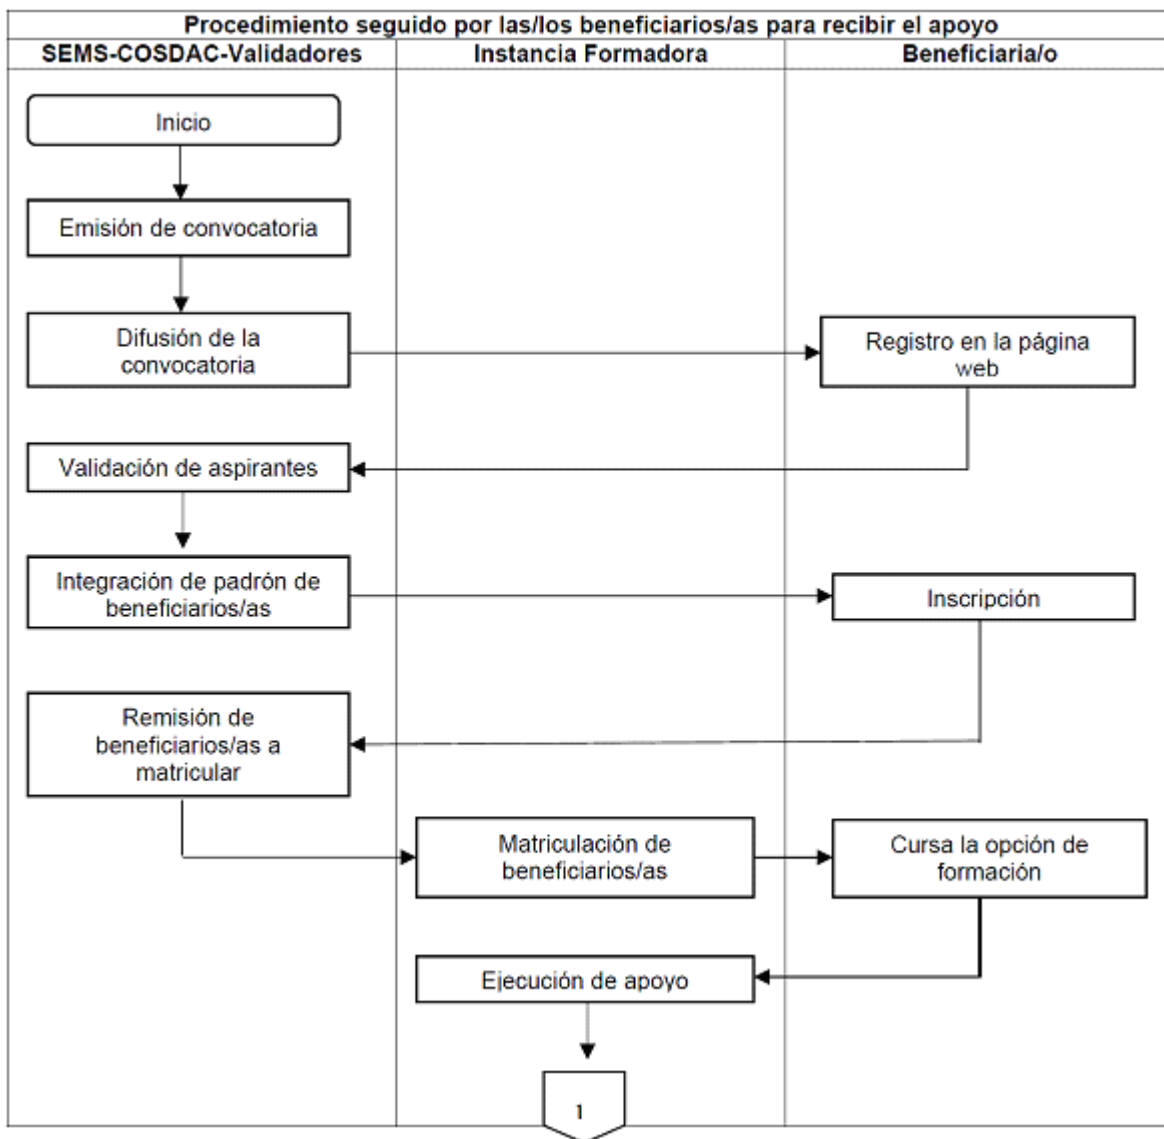 Procedimiento seguido por las/los beneficiarios/as para recibir el apoyo
SEMS-COSDAC-Validadores
Instancia Formadora
Beneficiaria/o
Inicio
Emisión de convocatoria
Difusión de la
convocatoria
Registro en la página
web
Validación de aspirantes
Integración de padrón de
beneficiarios/as
Inscripción
Remisión de
beneficiarios/as a
matricular
Matriculación de
beneficiarios/as
Cursa la opción de
formación
Ejecución de apoyo
1